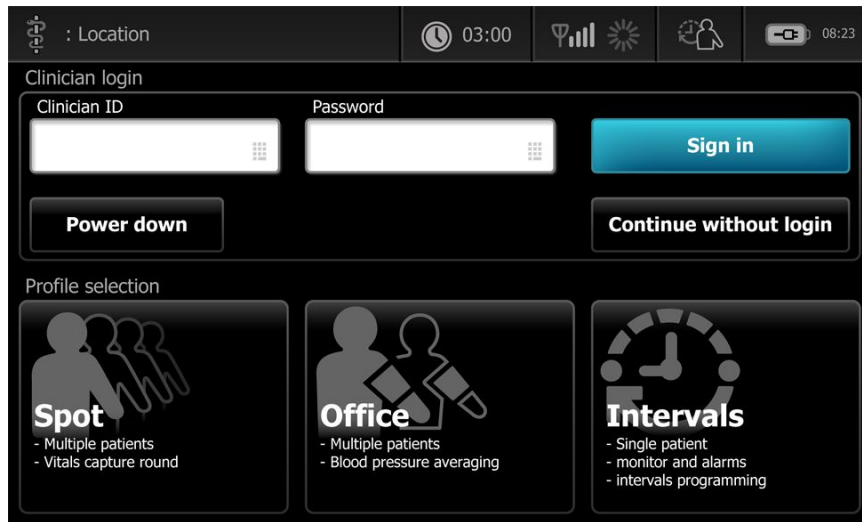 : Location
03:00
08:23
Clinician login
Clinician ID
Password
Sign in
Power down
Continue without login
Profile selection
Spot
- Multiple patients
- Vitals capture round
Office
- Multiple patients
- Blood pressure averaging
Intervals
- Single patient
- monitor and alarms
- intervals programming